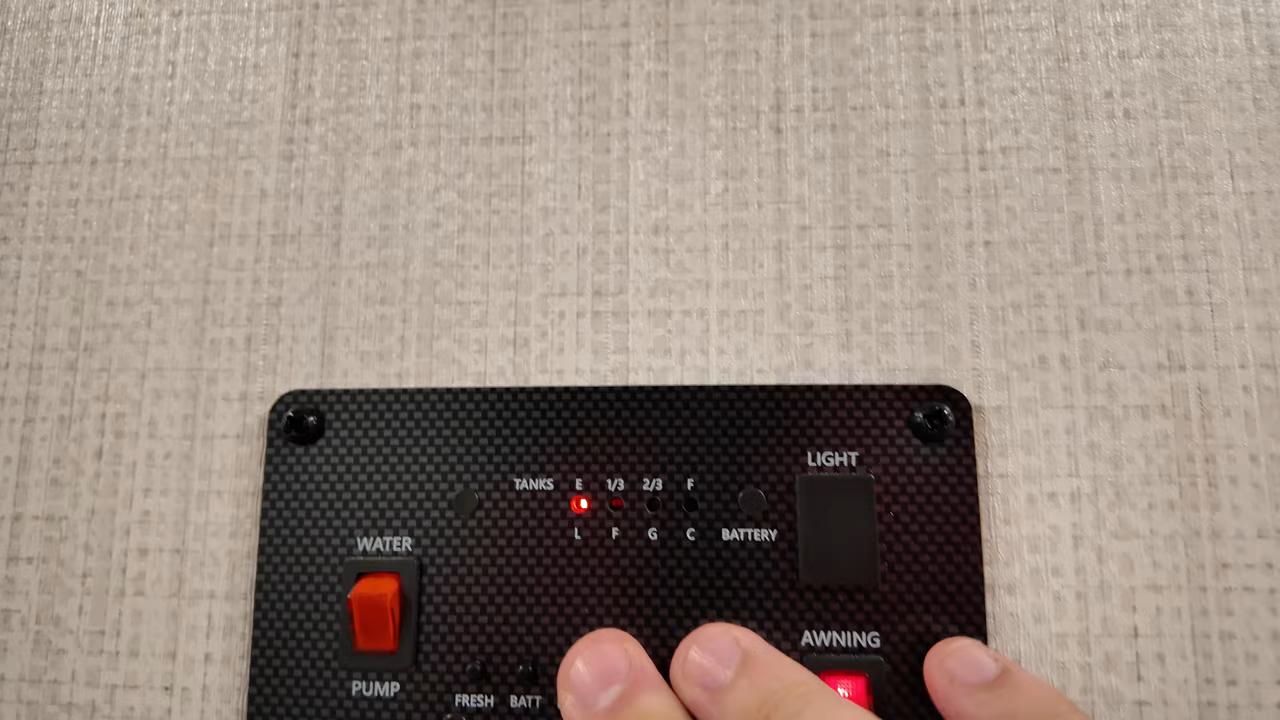 LIGHT
TANKS E 1/3 2/3 F
L F G C BATTERY
WATER
PUMP
AWNING
FRESH BATT